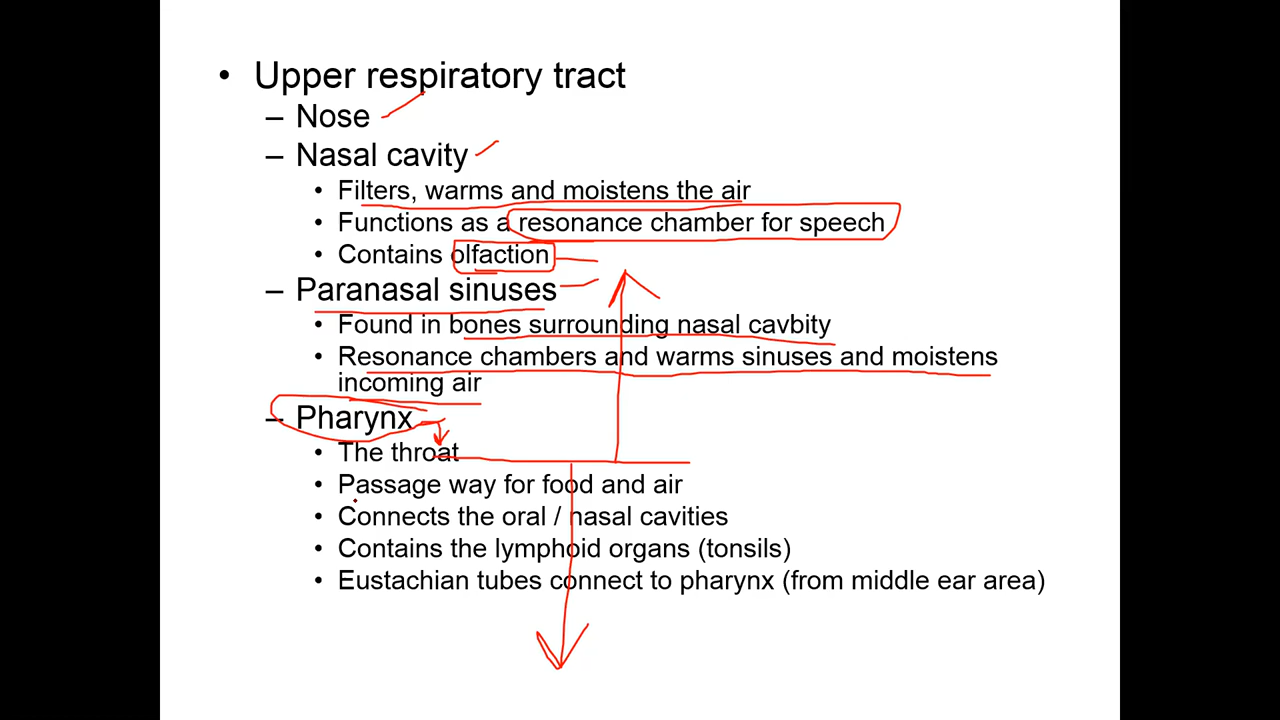 • Upper respiratory tract
– Nose
– Nasal cavity
• Filters, warms and moistens the air
• Functions as a resonance chamber for speech
• Contains olfaction
– Paranasal sinuses
• Found in bones surrounding nasal cavbity
• Resonance chambers and warms sinuses and moistens
incoming air
– Pharynx
• The throat
• Passage way for food and air
• Connects the oral / nasal cavities
• Contains the lymphoid organs (tonsils)
• Eustachian tubes connect to pharynx (from middle ear area)